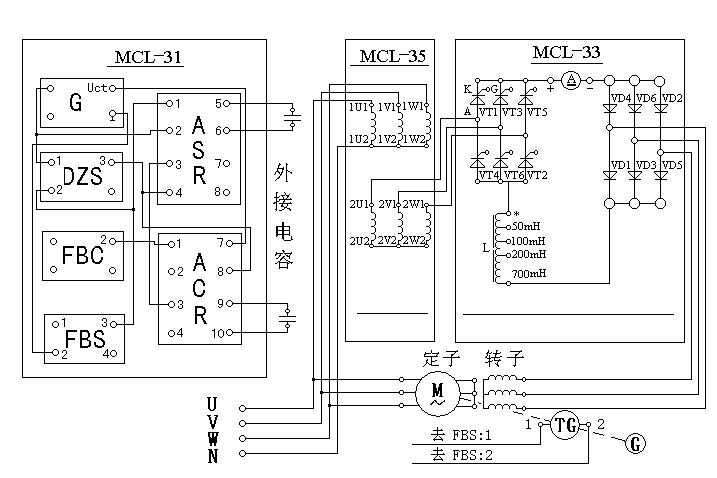 MCL-31
MCL-35
MCL-33
G
Uct
DZS
1
3
2
FBC
2
FBS
1
3
2
4
ASR
1
5
2
6
3
7
4
8
ACR
1
7
2
8
3
9
4
10
外接电容
1U1
1V1
1W1
1U2
1V2
1W2
2U1
2V1
2W1
2U2
2V2
2W2
K
G
A
VT1
VT3
VT5
VT4
VT6
VT2
+
A
−
VD4
VD6
VD2
VD1
VD3
VD5
*
50mH
100mH
L
200mH
700mH
定子
转子
U
V
W
N
M
~
1
TG
2
G
去 FBS:1
去 FBS:2